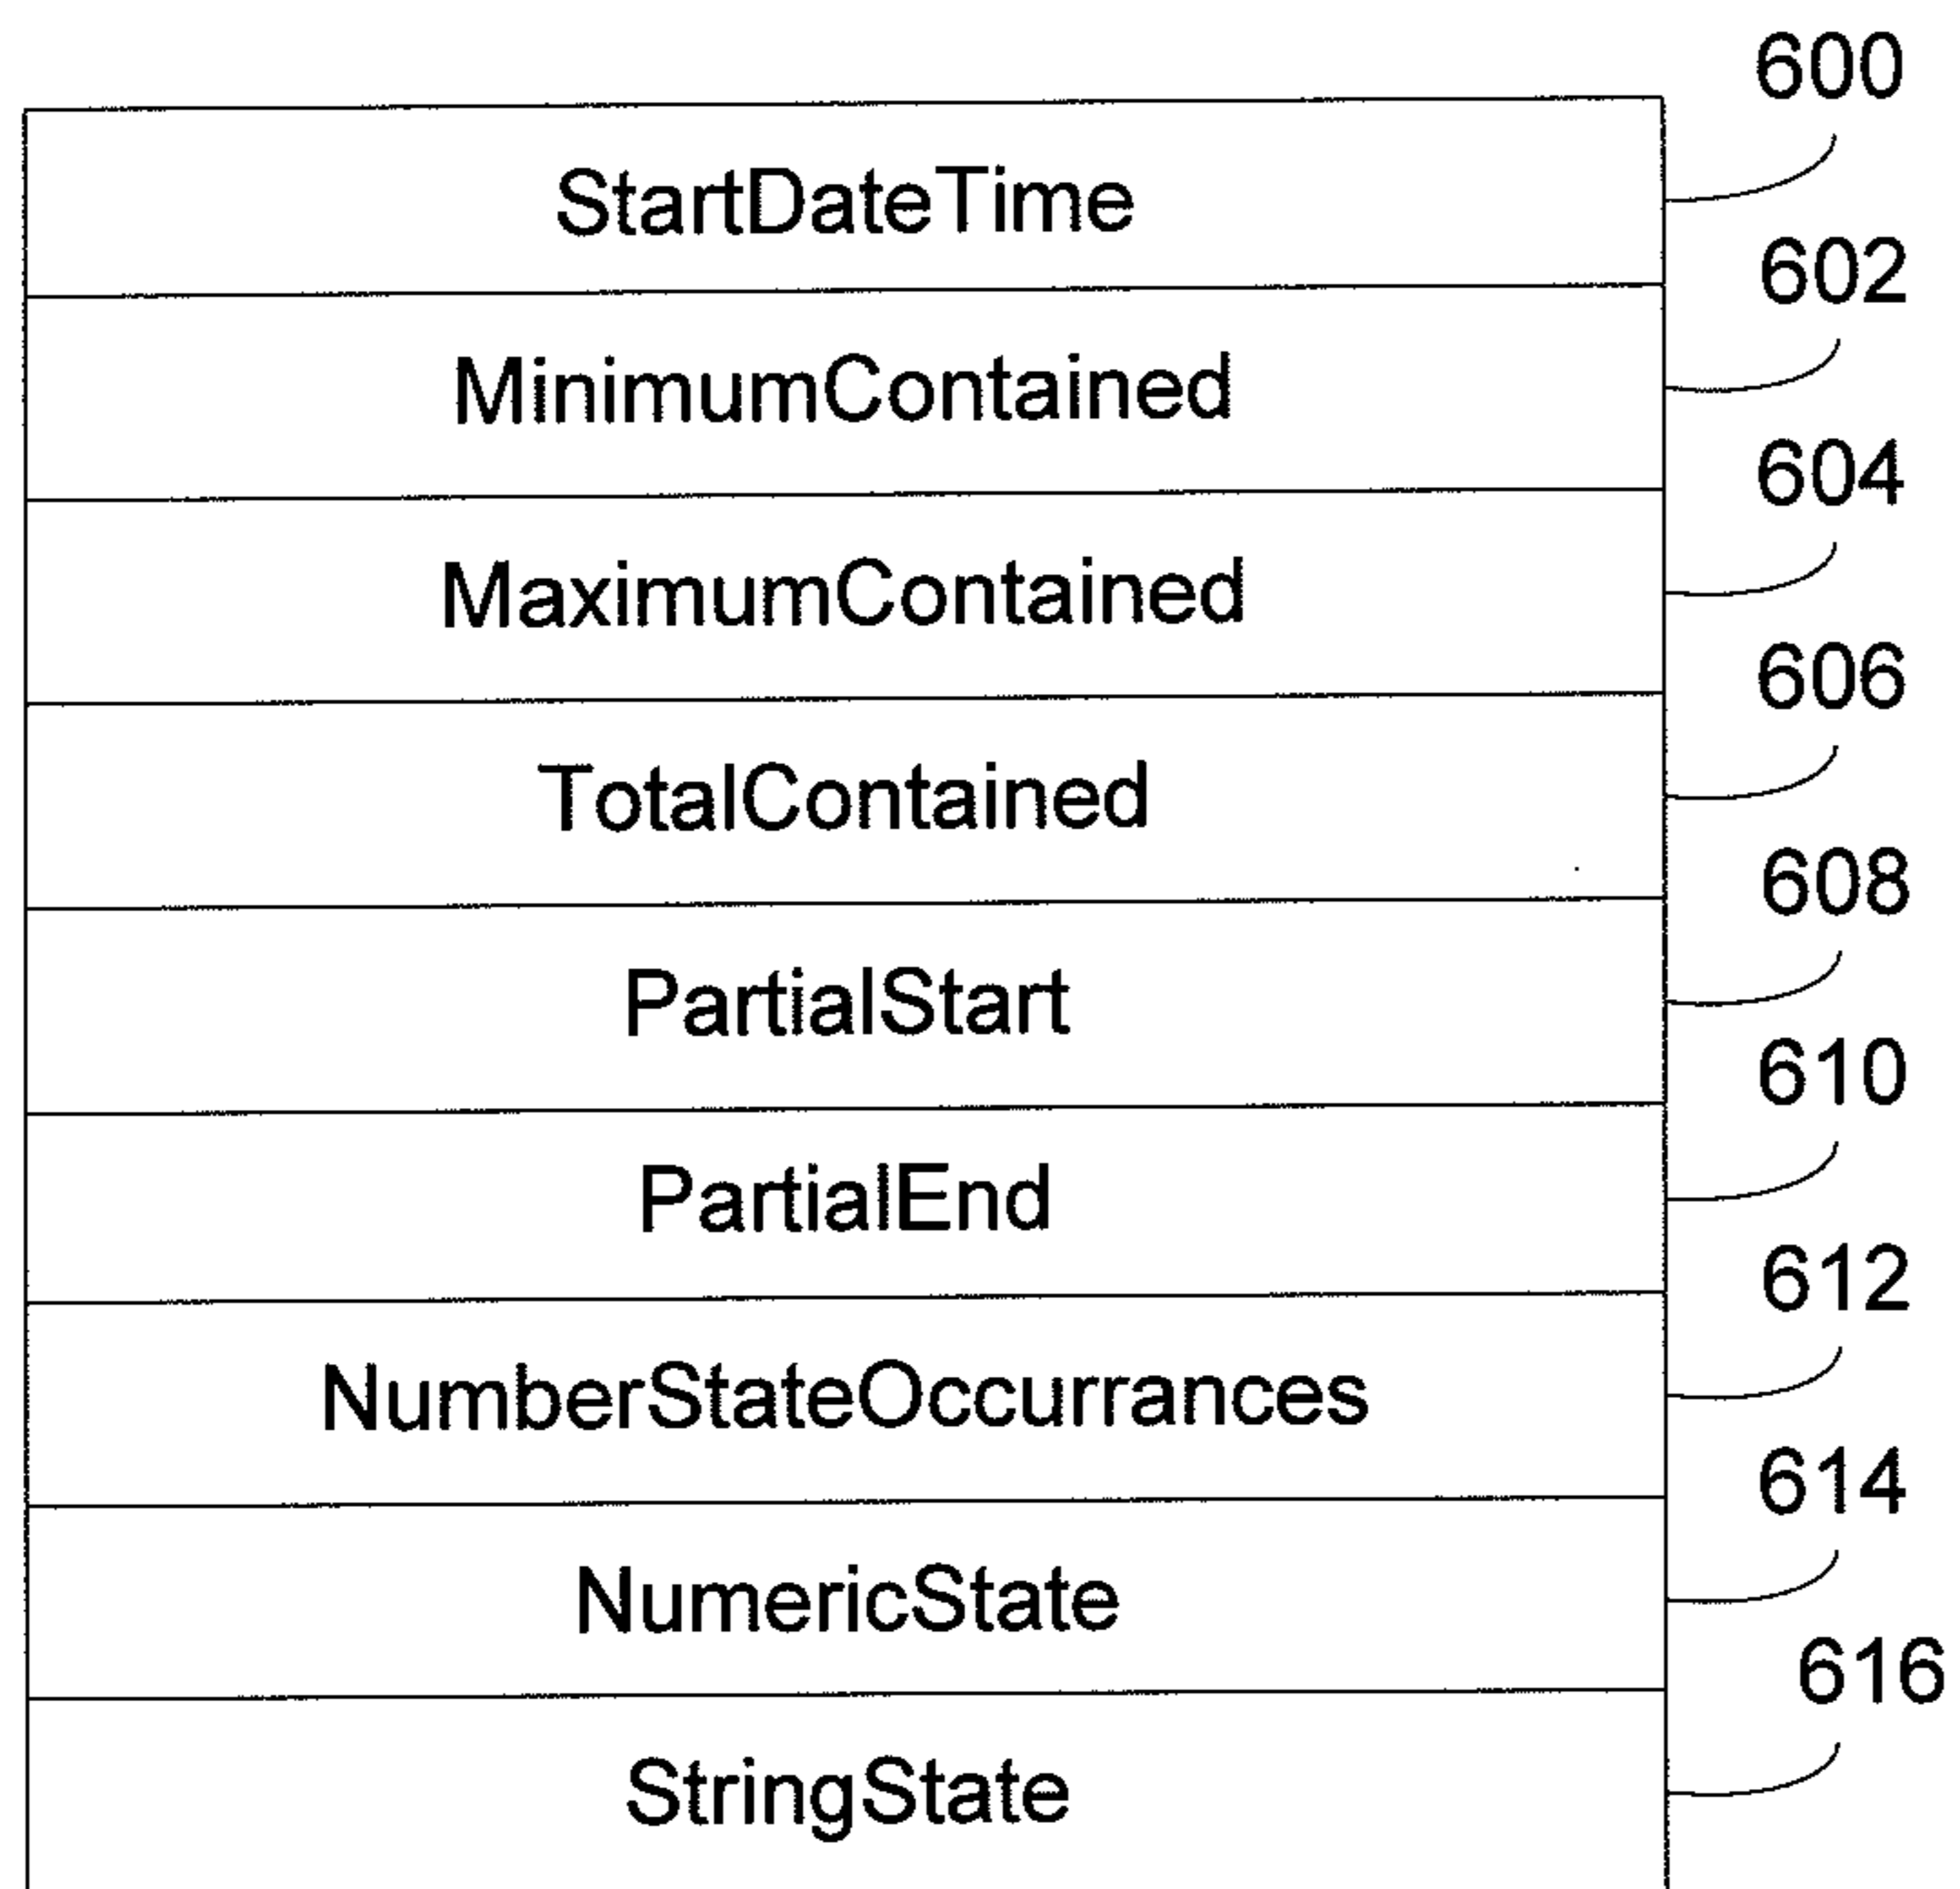 600
StartDateTime
602
MinimumContained
604
MaximumContained
606
TotalContained
608
PartialStart
610
PartialEnd
612
NumberStateOccurrances
614
NumericState
616
StringState